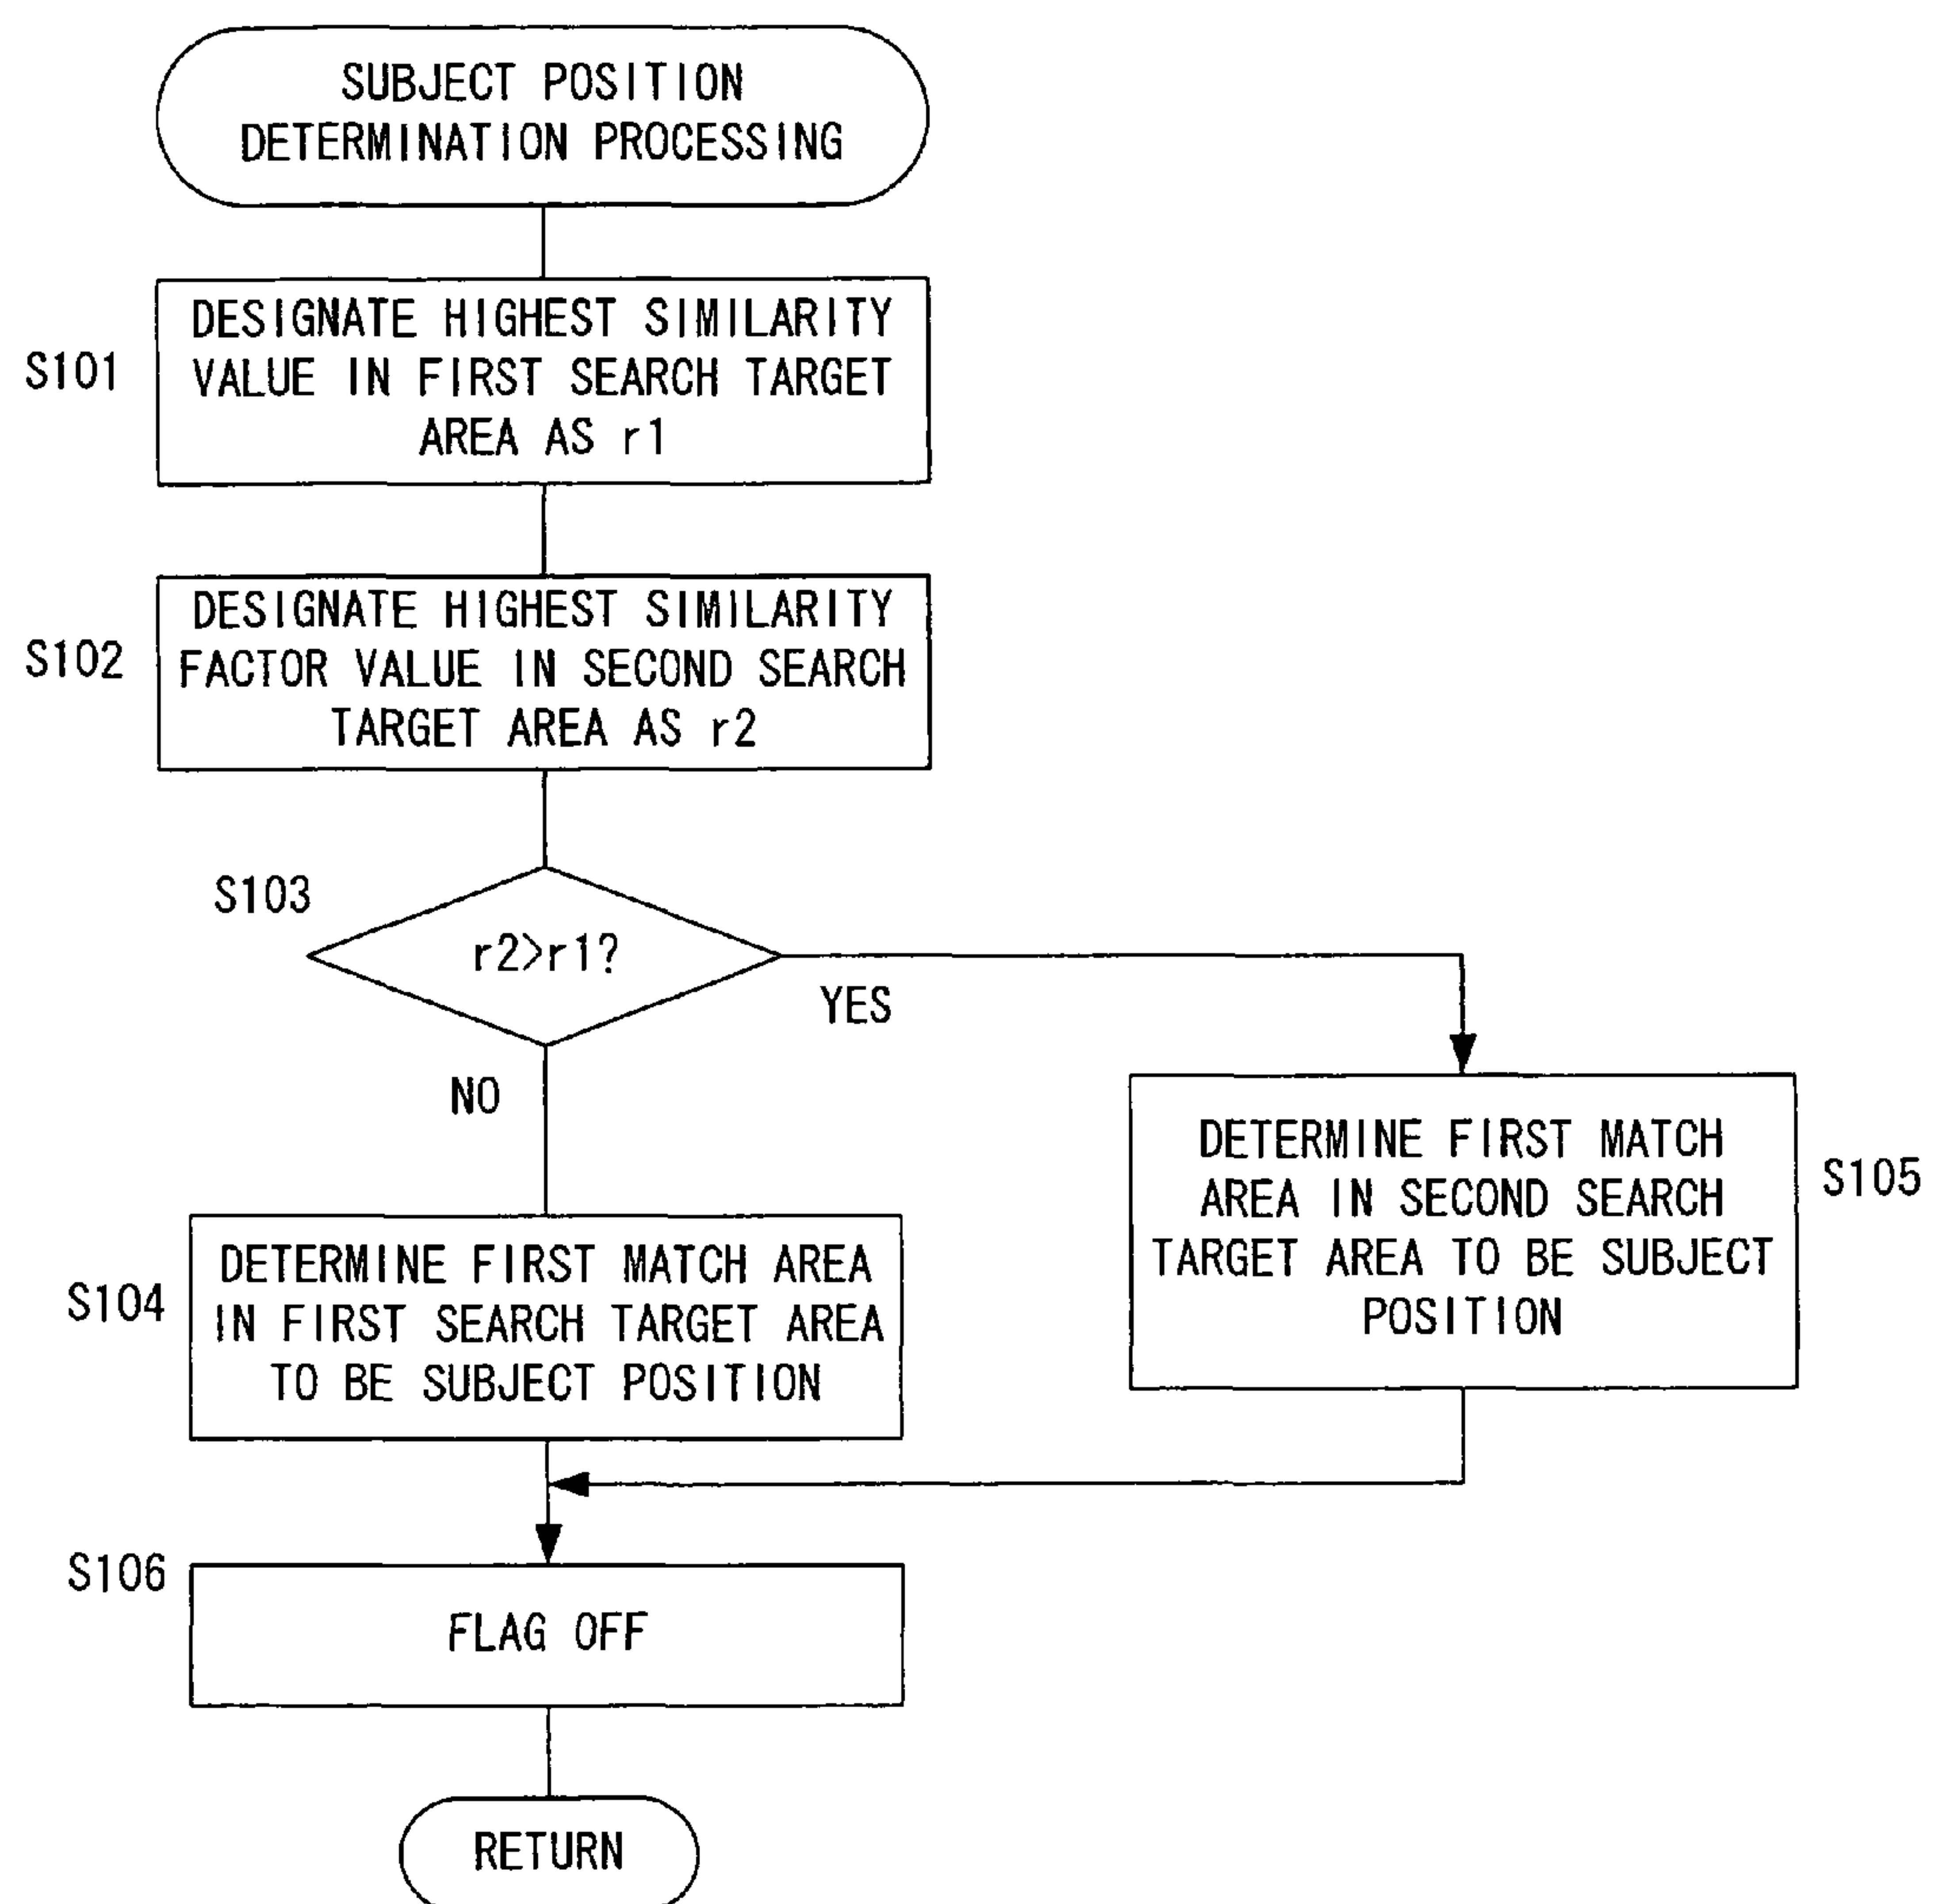 SUBJECT POSITION
DETERMINATION PROCESSING
S101
DESIGNATE HIGHEST SIMILARITY
VALUE IN FIRST SEARCH TARGET
AREA AS r1
S102
DESIGNATE HIGHEST SIMILARITY
FACTOR VALUE IN SECOND SEARCH
TARGET AREA AS r2
S103
r2>r1?
YES
NO
DETERMINE FIRST MATCH
AREA IN SECOND SEARCH
TARGET AREA TO BE SUBJECT
POSITION
S105
S104
DETERMINE FIRST MATCH AREA
IN FIRST SEARCH TARGET AREA
TO BE SUBJECT POSITION
S106
FLAG OFF
RETURN